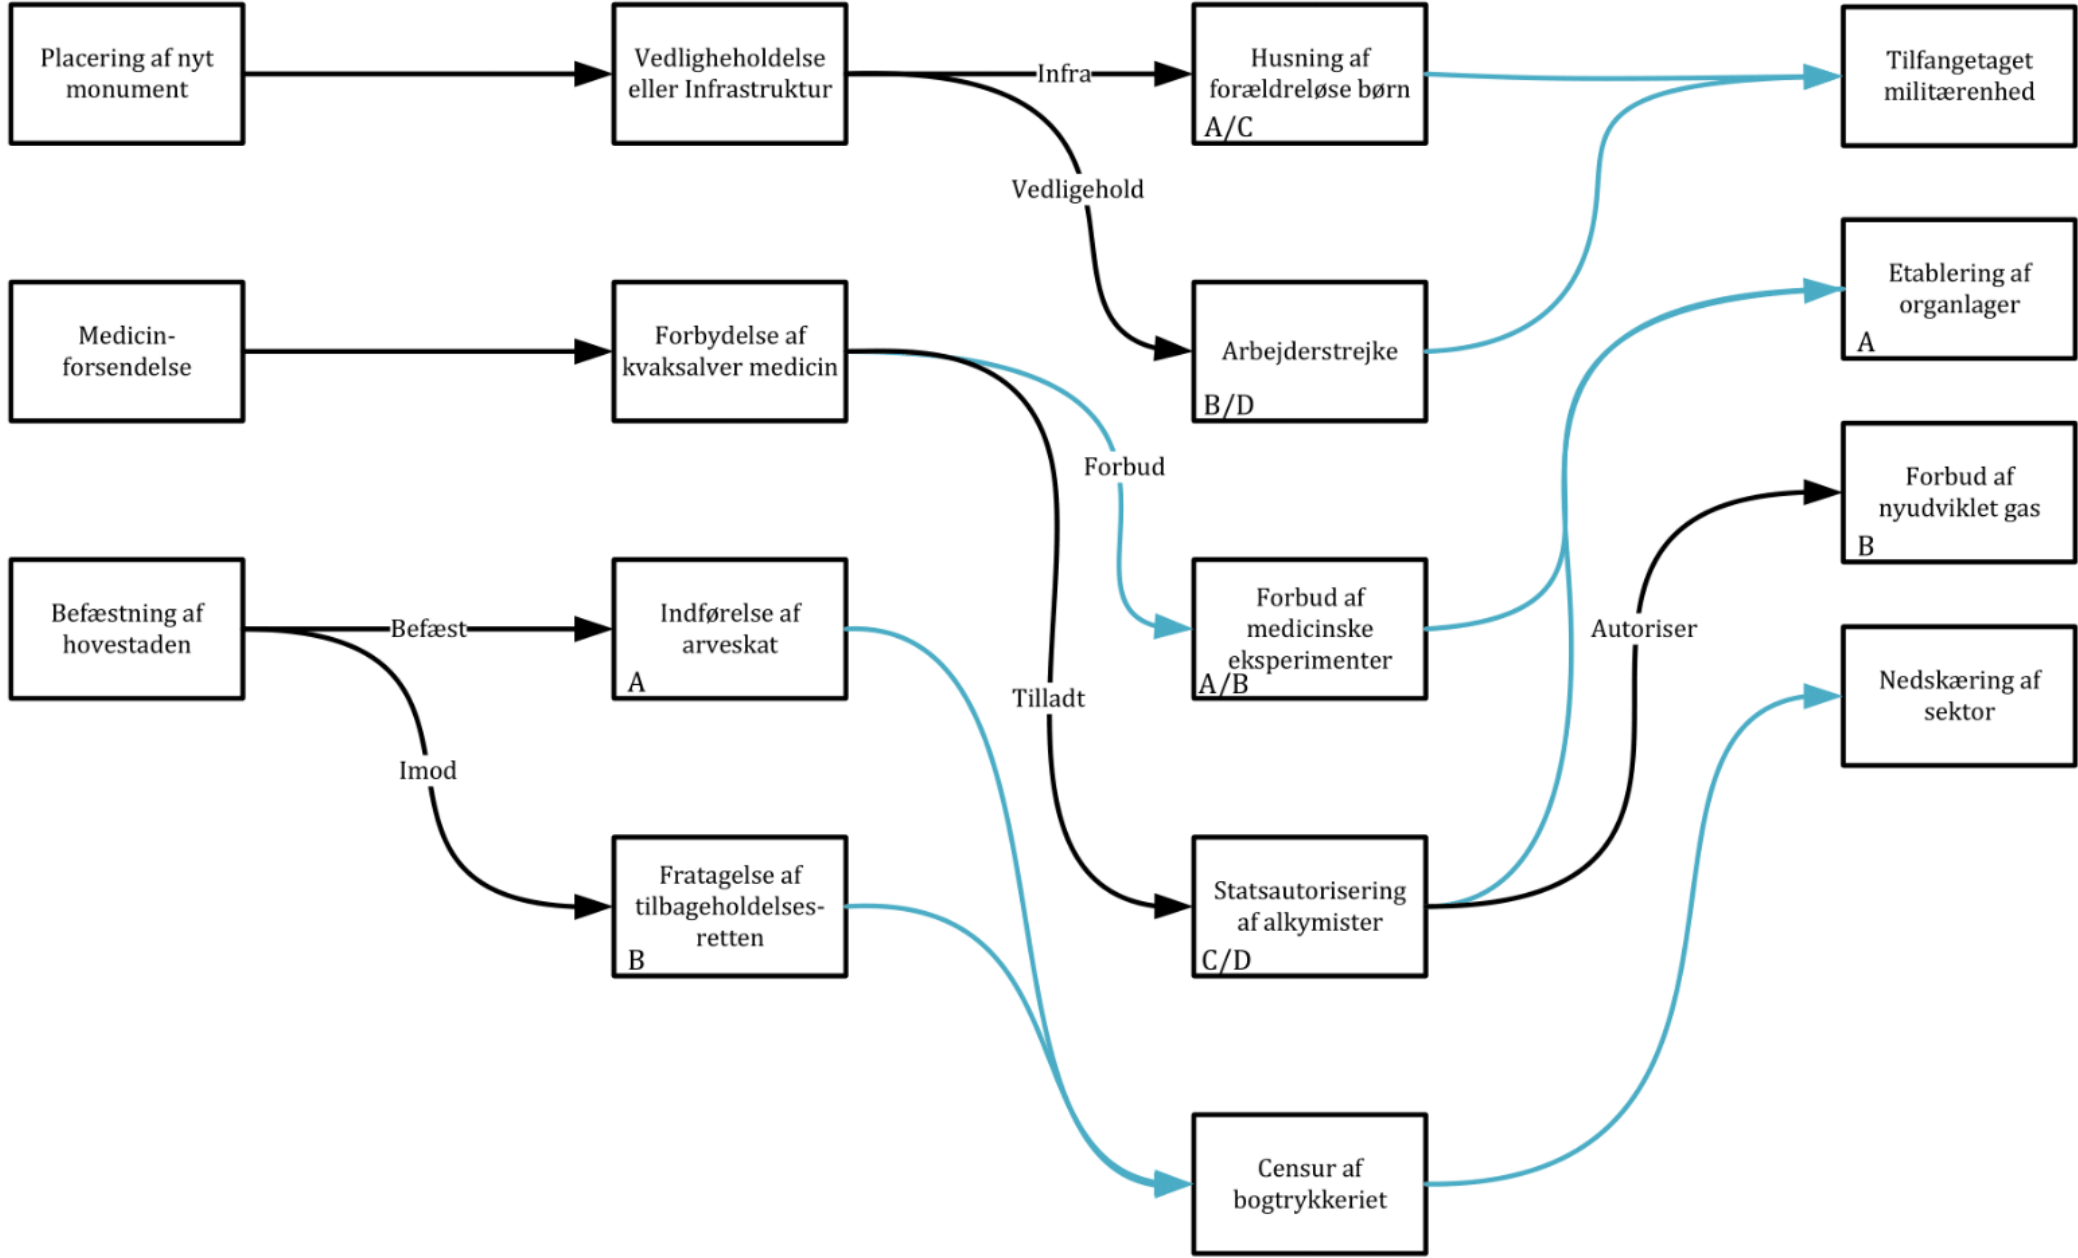 Placering af nyt
monument
Vedligheholdelse
eller Infrastruktur
Infra
Husning af
forældreløse børn
A/C
Tilfangetaget
militærenhed
Vedligehold
Etablering af
organlager
A
Medicin-
forsendelse
Forbydelse af
kvaksalver medicin
Arbejderstrejke
B/D
Forbud
Forbud af
nyudviklet gas
B
Befæstning af
hovestaden
Befæst
Indførelse af
arveskat
A
Forbud af
medicinske
eksperimenter
A/B
Autoriser
Nedskæring af
sektor
Tilladt
Imod
Fratagelse af
tilbageholdelses-
retten
B
Statsautorisering
af alkymister
C/D
Censur af
bogtrykkeriet